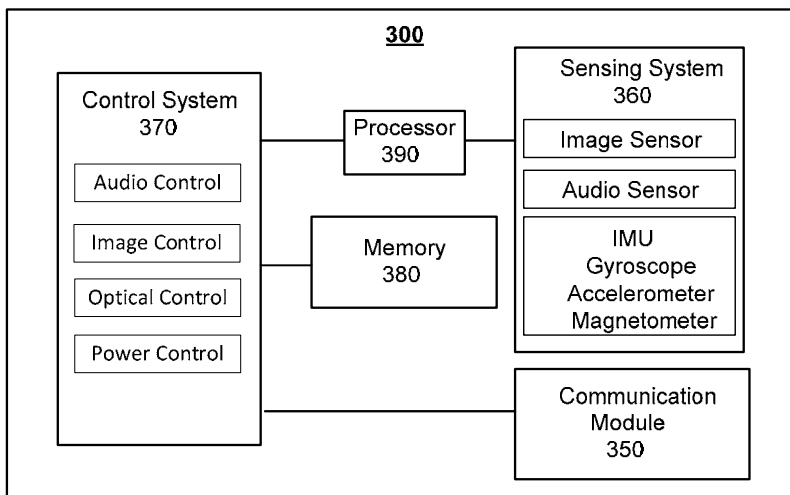 300
Control System
370
Audio Control
Image Control
Optical Control
Power Control
Processor
390
Memory
380
Sensing System
360
Image Sensor
Audio Sensor
IMU
Gyroscope
Accelerometer
Magnetometer
Communication
Module
350